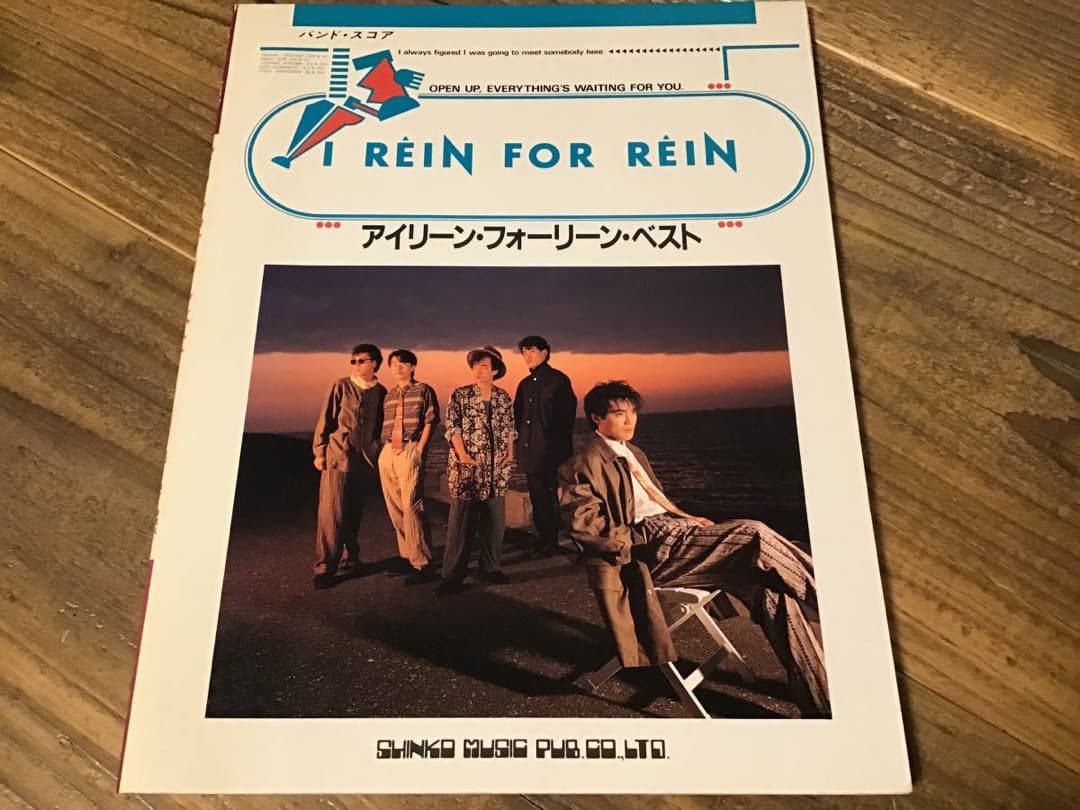 バンド・スコア
I always figured I was going to meet somebody here
OPEN UP, EVERYTHING'S WAITING FOR YOU.
I RÊIN FOR RÊIN
アイリーン・フォーリーン・ベスト
SHINKO MUSIC PUB. CO., LTD.